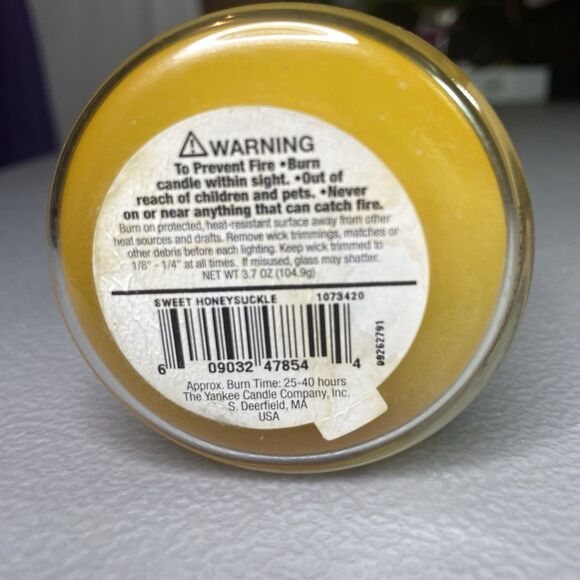 ⚠WARNING
To Prevent Fire •Burn
candle within sight. •Out of
reach of children and pets. •Never
on or near anything that can catch fire.
Burn on protected, heat-resistant surface away from other
heat sources and drafts. Remove wick trimmings, matches or
other debris before each lighting. Keep wick trimmed to
1/8" - 1/4" at all times. If misused, glass may shatter.
NET WT 3.7 OZ (104.9g)
SWEET HONEYSUCKLE 1073420
6 09032 47854 4
09262791
Approx. Burn Time: 25-40 hours
The Yankee Candle Company, Inc.
S. Deerfield, MA
USA